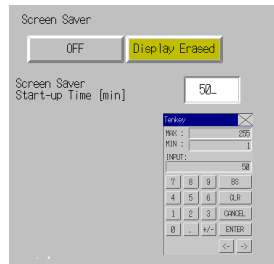 Screen Saver
OFF
Display Erased
Screen Saver
Start-up Time [min]
50_
Tenkey
MAX : 255
MIN : 1
INPUT:
50
7 8 9 BS
4 5 6 CLR
1 2 3 CANCEL
0 . +/- ENTER
<- ->